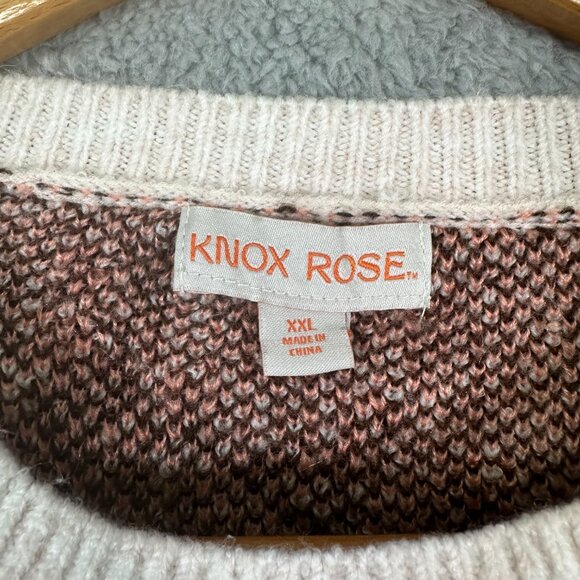 KNOX ROSE™
XXL
MADE IN
CHINA